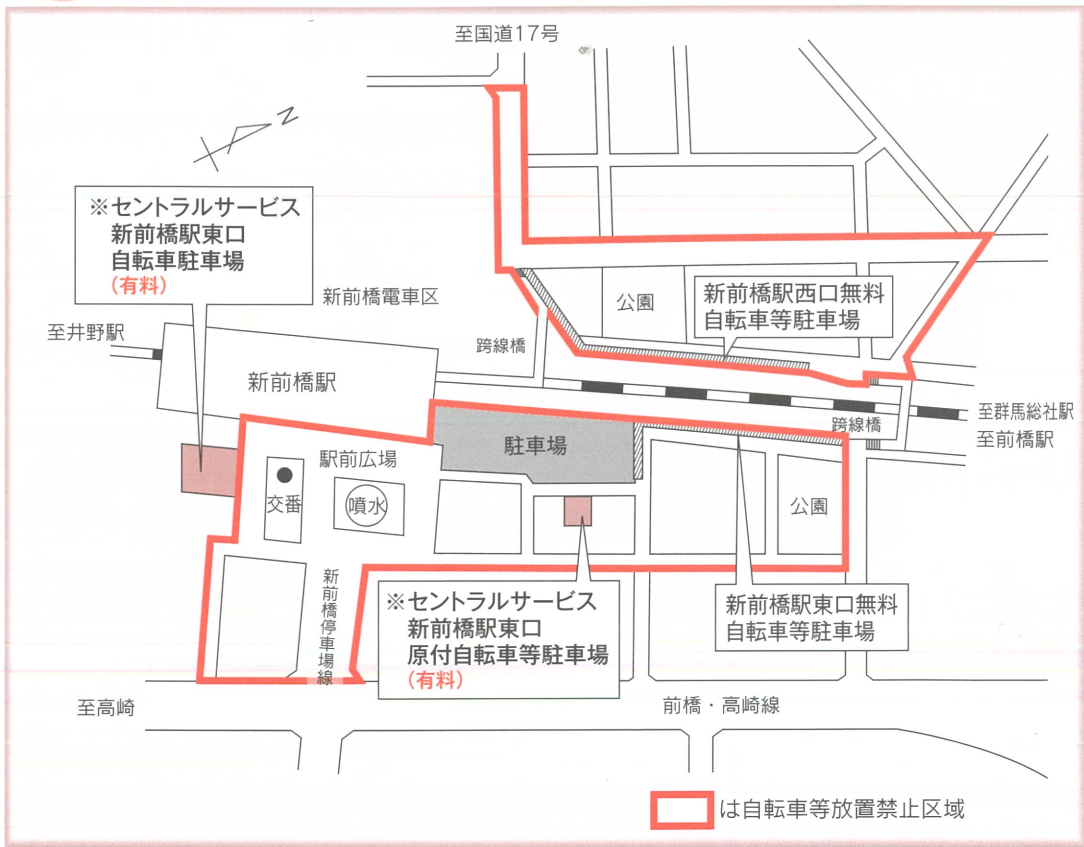 至国道17号
N
※セントラルサービス
新前橋駅東口
自転車駐車場
(有料)
新前橋電車区
公園
新前橋駅西口無料
自転車等駐車場
至井野駅
跨線橋
新前橋駅
至群馬総社駅
至前橋駅
跨線橋
駐車場
駅前広場
交番
噴水
公園
新前橋停車場線
※セントラルサービス
新前橋駅東口
原付自転車等駐車場
(有料)
新前橋駅東口無料
自転車等駐車場
至高崎
前橋・高崎線
は自転車等放置禁止区域